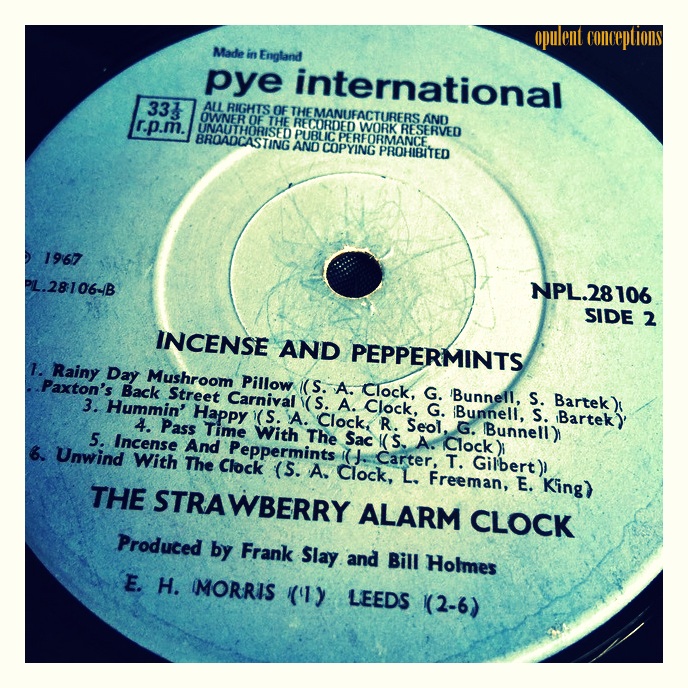 opulent conceptions
Made in England
pye international
33⅓
r.p.m.
ALL RIGHTS OF THE MANUFACTURERS AND
OWNER OF THE RECORDED WORK RESERVED
UNAUTHORISED PUBLIC PERFORMANCE
BROADCASTING AND COPYING PROHIBITED
1967
PL.28106-B
NPL.28106
SIDE 2
INCENSE AND PEPPERMINTS
1. Rainy Day Mushroom Pillow (S. A. Clock, G. Bunnell, S. Bartek)
Paxton's Back Street Carnival (S. A. Clock, G. Bunnell, S. Bartek)
3. Hummin' Happy (S. A. Clock, R. Seol, G. Bunnell)
4. Pass Time With The Sac (S. A. Clock)
5. Incense And Peppermints (J. Carter, T. Gilbert)
6. Unwind With The Clock (S. A. Clock, L. Freeman, E. King)
THE STRAWBERRY ALARM CLOCK
Produced by Frank Slay and Bill Holmes
E. H. MORRIS (1) LEEDS (2-6)